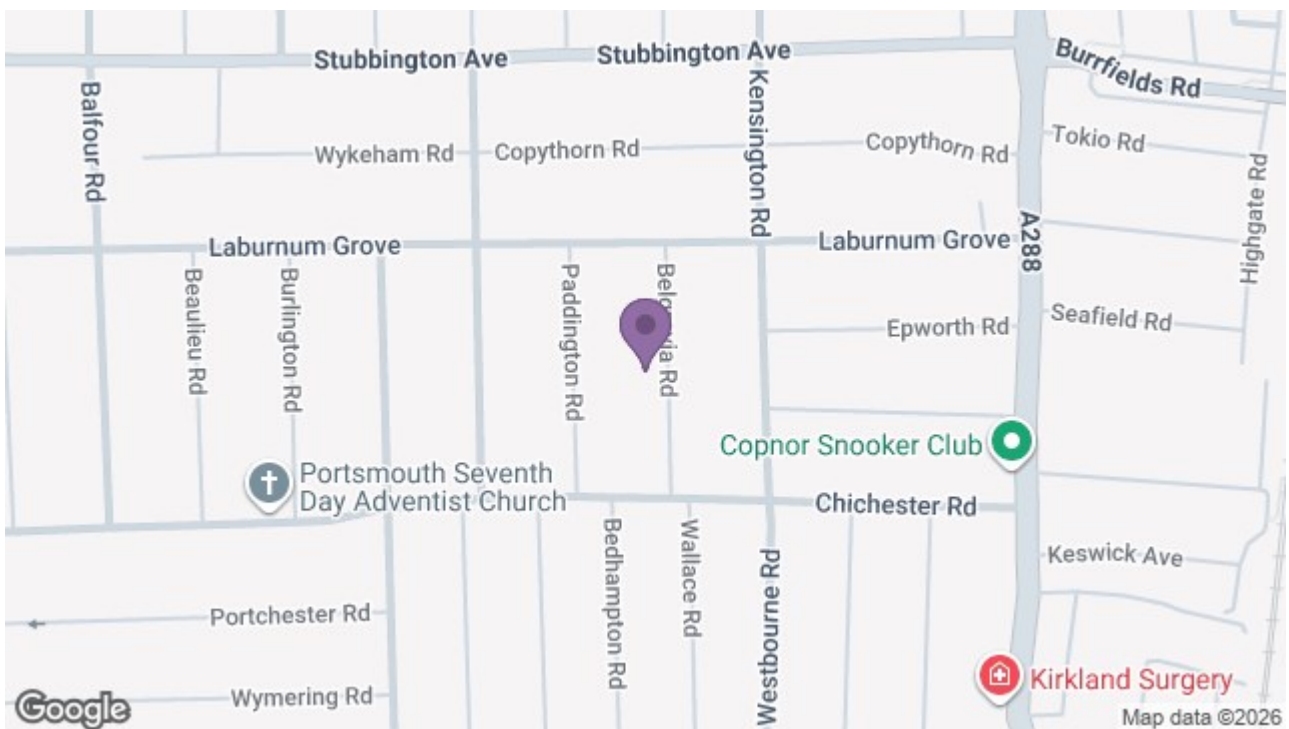 Stubbington Ave
Stubbington Ave
Burrfields Rd
Balfour Rd
Kensington Rd
Wykeham Rd
Copythorn Rd
Copythorn Rd
Tokio Rd
Highgate Rd
Laburnum Grove
Laburnum Grove
A288
Beaulieu Rd
Burlington Rd
Paddington Rd
Epworth Rd
Seafield Rd
Copnor Snooker Club
Portsmouth Seventh
Day Adventist Church
Chichester Rd
Bedhampton Rd
Wallace Rd
Westbourne Rd
Keswick Ave
Portchester Rd
Wymering Rd
Kirkland Surgery
Google
Map data ©2026